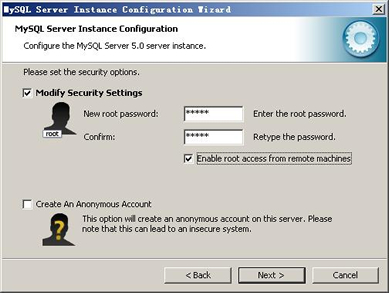 MySQL Server Instance Configuration Wizard
MySQL Server Instance Configuration
Configure the MySQL Server 5.0 server instance.
Please set the security options.
Modify Security Settings
New root password: ***** Enter the root password.
root
Confirm: ***** Retype the password.
Enable root access from remote machines
Create An Anonymous Account
This option will create an anonymous account on this server. Please
note that this can lead to an insecure system.
< Back Next > Cancel